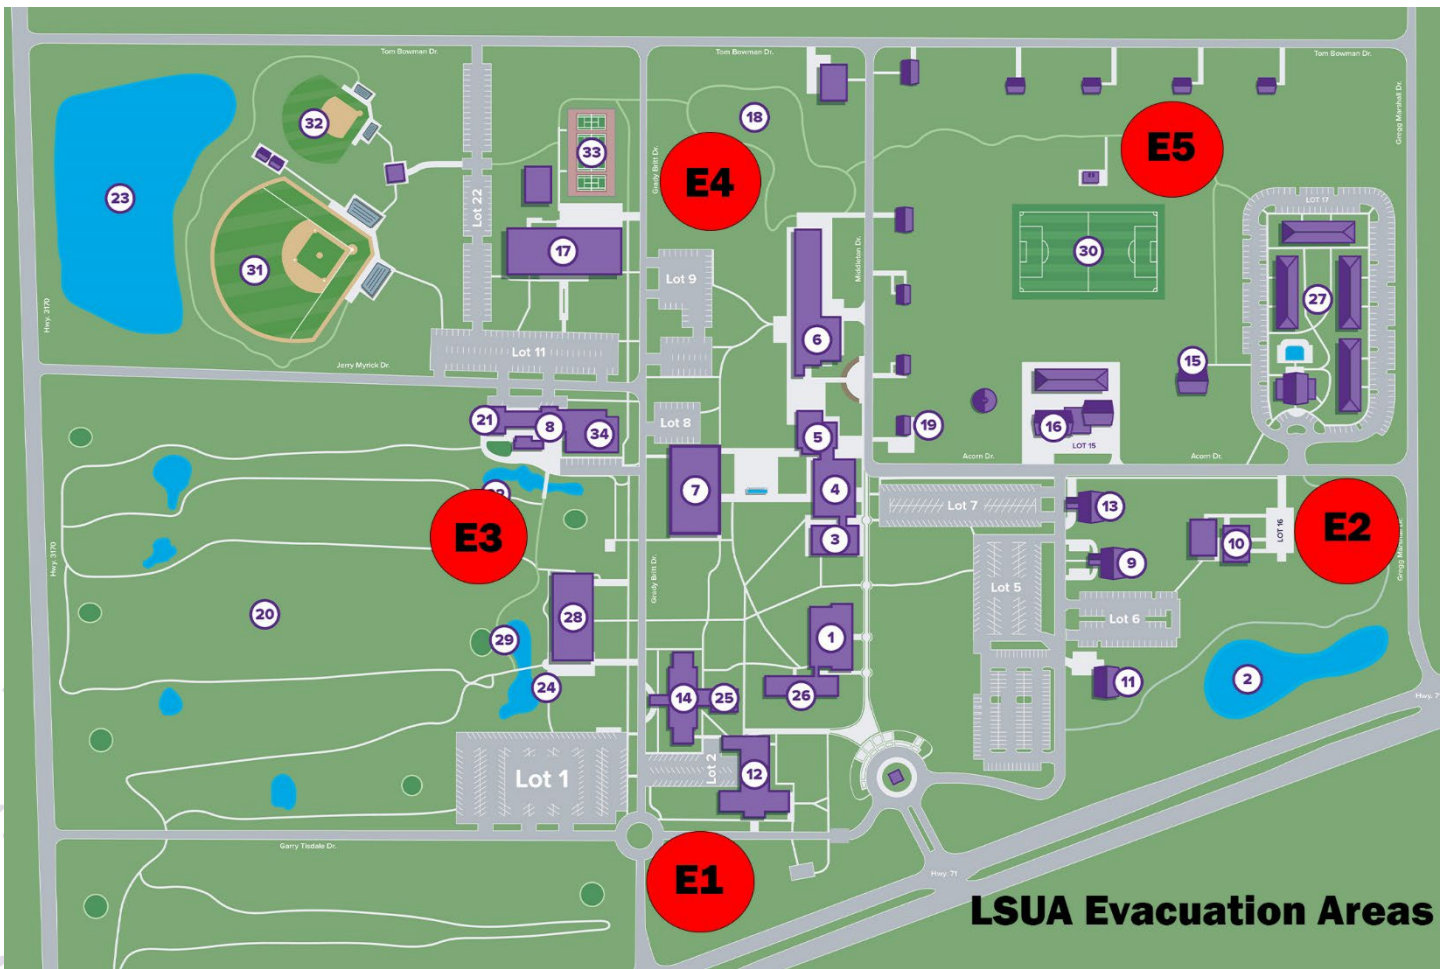 Tom Bowman Dr.
Tom Bowman Dr.
Tom Bowman Dr.
32
18
33
E4
E5
Grady Britt Dr.
Gregg Marshall Dr.
23
Lot 22
LOT 17
17
31
30
Middleton Dr.
Lot 9
27
Hwy. 3170
6
Lot 11
15
Jerry Myrick Dr.
21
8
34
Lot 8
5
19
16
LOT 15
Acorn Dr.
Acorn Dr.
7
4
Lot 7
13
E3
3
10
LOT 16
E2
Hwy. 3170
9
Grady Britt Dr.
Lot 5
20
28
29
1
Lot 6
24
14
25
26
11
2
Hwy. 7
Lot 1
Lot 2
12
Garry Tisdale Dr.
E1
Hwy. 71
LSUA Evacuation Areas